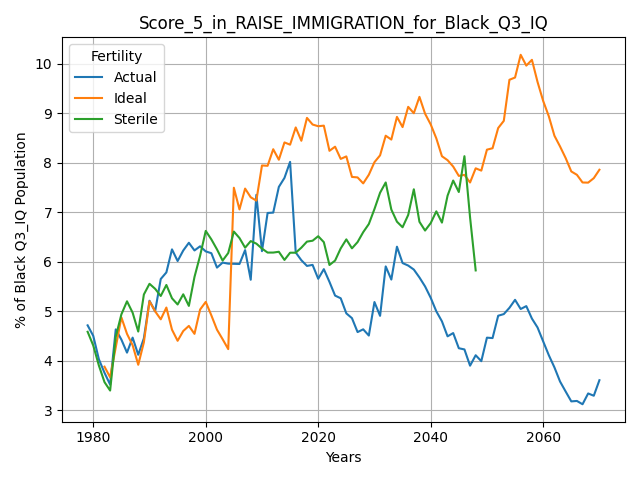 Score_5_in_RAISE_IMMIGRATION_for_Black_Q3_IQ
Fertility
Actual
Ideal
Sterile
% of Black Q3_IQ Population
10
9
8
7
6
5
4
3
1980
2000
2020
2040
2060
Years